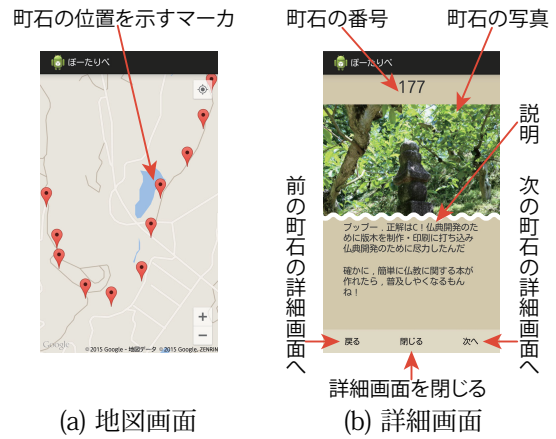 町石の位置を示すマーカ
町石の番号
町石の写真
ぼーたりべ
ぼーたりべ
177
説明
前の町石の詳細画面へ
次の町石の詳細画面へ
ブッブー．正解はC！仏典開発のた
めに版木を制作・印刷に打ち込み
仏典開発のために尽力したんだ
確かに，簡単に仏教に関する本が
作れたら，普及しやくなるもん
ね！
+
−
Google
©2015 Google - 地図データ ©2015 Google, ZENRIN
戻る
閉じる
次へ
詳細画面を閉じる
(a) 地図画面
(b) 詳細画面